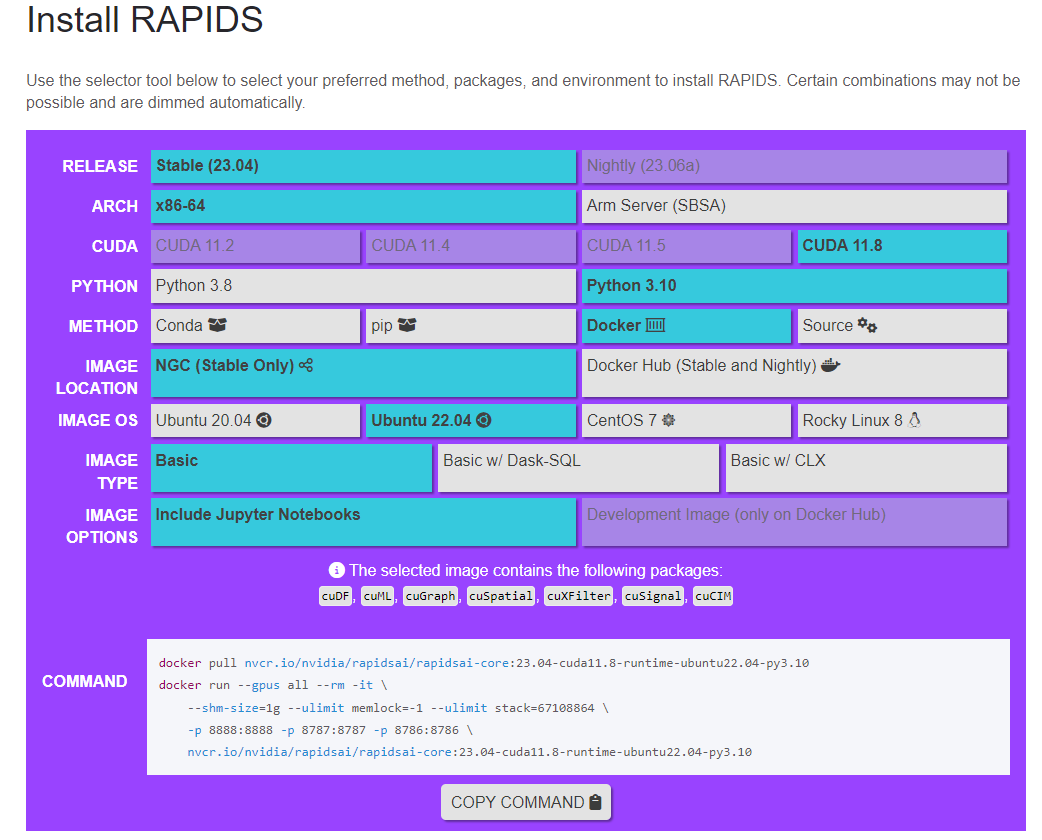 Install RAPIDS
Use the selector tool below to select your preferred method, packages, and environment to install RAPIDS. Certain combinations may not be
possible and are dimmed automatically.
RELEASE Stable (23.04) Nightly (23.06a)
ARCH x86-64 Arm Server (SBSA)
CUDA CUDA 11.2 CUDA 11.4 CUDA 11.5 CUDA 11.8
PYTHON Python 3.8 Python 3.10
METHOD Conda pip Docker Source
IMAGE NGC (Stable Only) Docker Hub (Stable and Nightly)
LOCATION
IMAGE OS Ubuntu 20.04 Ubuntu 22.04 CentOS 7 Rocky Linux 8
IMAGE Basic Basic w/ Dask-SQL Basic w/ CLX
TYPE
IMAGE Include Jupyter Notebooks Development Image (only on Docker Hub)
OPTIONS
The selected image contains the following packages:
cuDF, cuML, cuGraph, cuSpatial, cuXFilter, cuSignal, cuCIM
COMMAND
docker pull nvcr.io/nvidia/rapidsai/rapidsai-core:23.04-cuda11.8-runtime-ubuntu22.04-py3.10
docker run --gpus all --rm -it \
--shm-size=1g --ulimit memlock=-1 --ulimit stack=67108864 \
-p 8888:8888 -p 8787:8787 -p 8786:8786 \
nvcr.io/nvidia/rapidsai/rapidsai-core:23.04-cuda11.8-runtime-ubuntu22.04-py3.10
COPY COMMAND